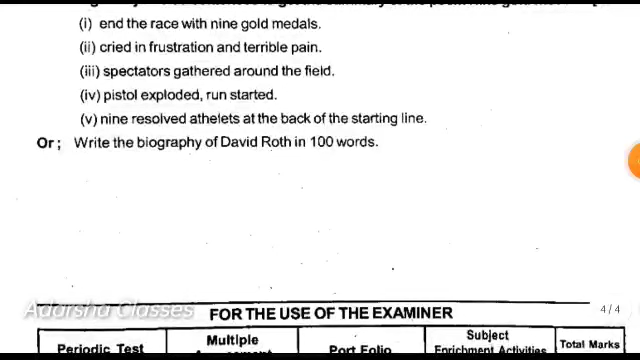 (i) end the race with nine gold medals.
(ii) cried in frustration and terrible pain.
(iii) spectators gathered around the field.
(iv) pistol exploded, run started.
(v) nine resolved athelets at the back of the starting line.
Or; Write the biography of David Roth in 100 words.
Adarsha Classes
4/4
FOR THE USE OF THE EXAMINER
Periodic Test Multiple Port Folio Subject Enrichment Activities Total Marks